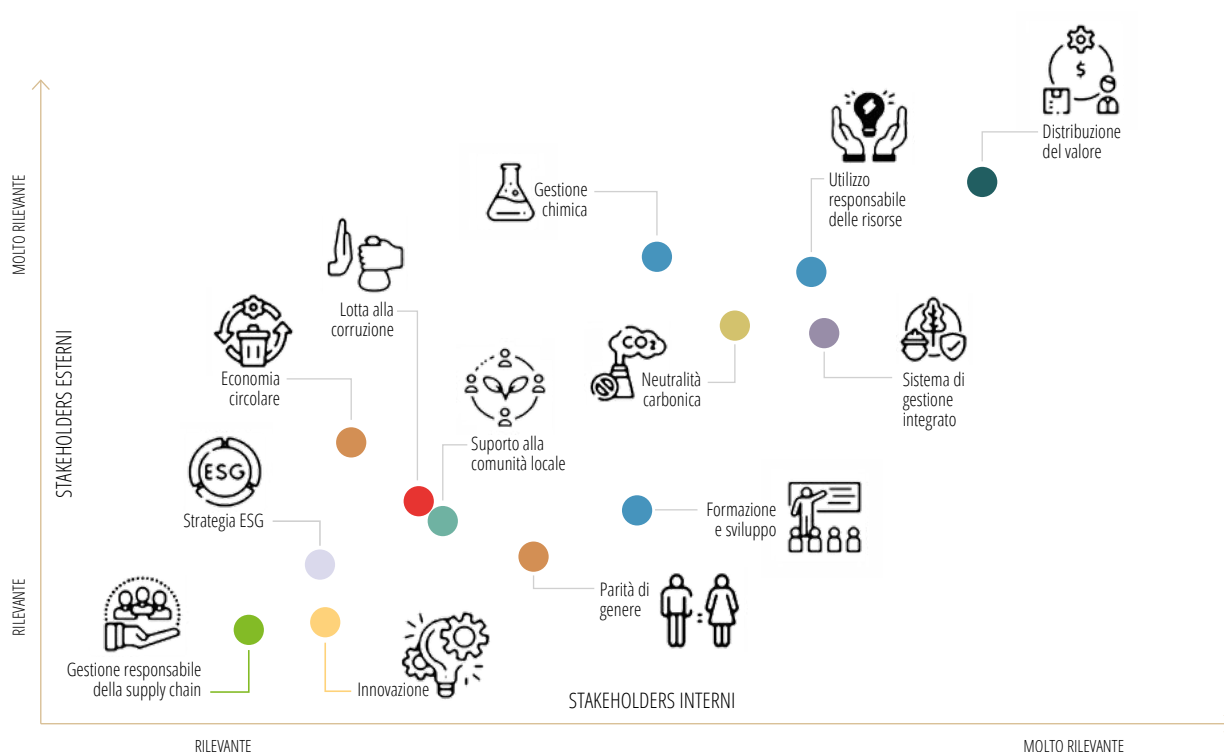 Distribuzione
del valore
Utilizzo
responsabile
delle risorse
Gestione
chimica
Lotta alla
corruzione
Economia
circolare
CO2
Neutralità
carbonica
Sistema di
gestione
integrato
Suporto alla
comunità locale
ESG
Strategia ESG
Formazione
e sviluppo
Parità di
genere
Gestione responsabile
della supply chain
Innovazione
MOLTO RILEVANTE
STAKEHOLDERS ESTERNI
RILEVANTE
STAKEHOLDERS INTERNI
RILEVANTE
MOLTO RILEVANTE
$